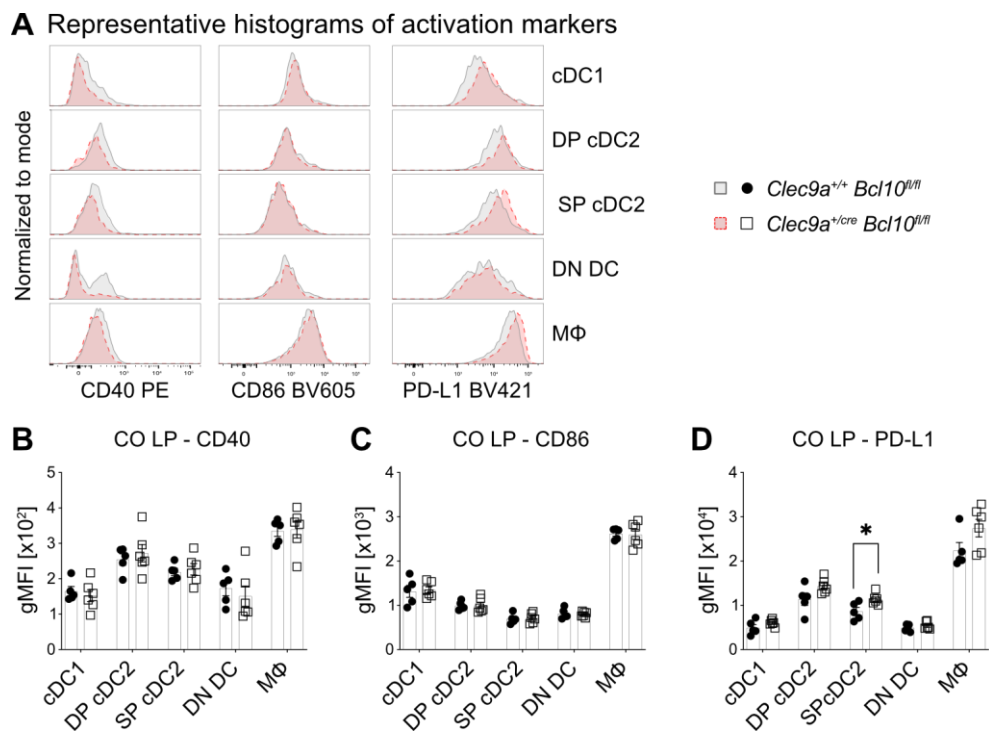 A Representative histograms of activation markers
Normalized to mode
cDC1
DP cDC2
SP cDC2
DN DC
MΦ
CD40 PE
CD86 BV605
PD-L1 BV421
Clec9a+/+ Bcl10fl/fl
Clec9a+/cre Bcl10fl/fl
B CO LP - CD40
gMFI [x10²]
5
4
3
2
1
0
cDC1
DP cDC2
SP cDC2
DN DC
MΦ
C CO LP - CD86
gMFI [x10³]
4
3
2
1
0
cDC1
DP cDC2
SP cDC2
DN DC
MΦ
D CO LP - PD-L1
gMFI [x10⁴]
4
3
2
1
0
*
cDC1
DP cDC2
SPcDC2
DN DC
MΦ